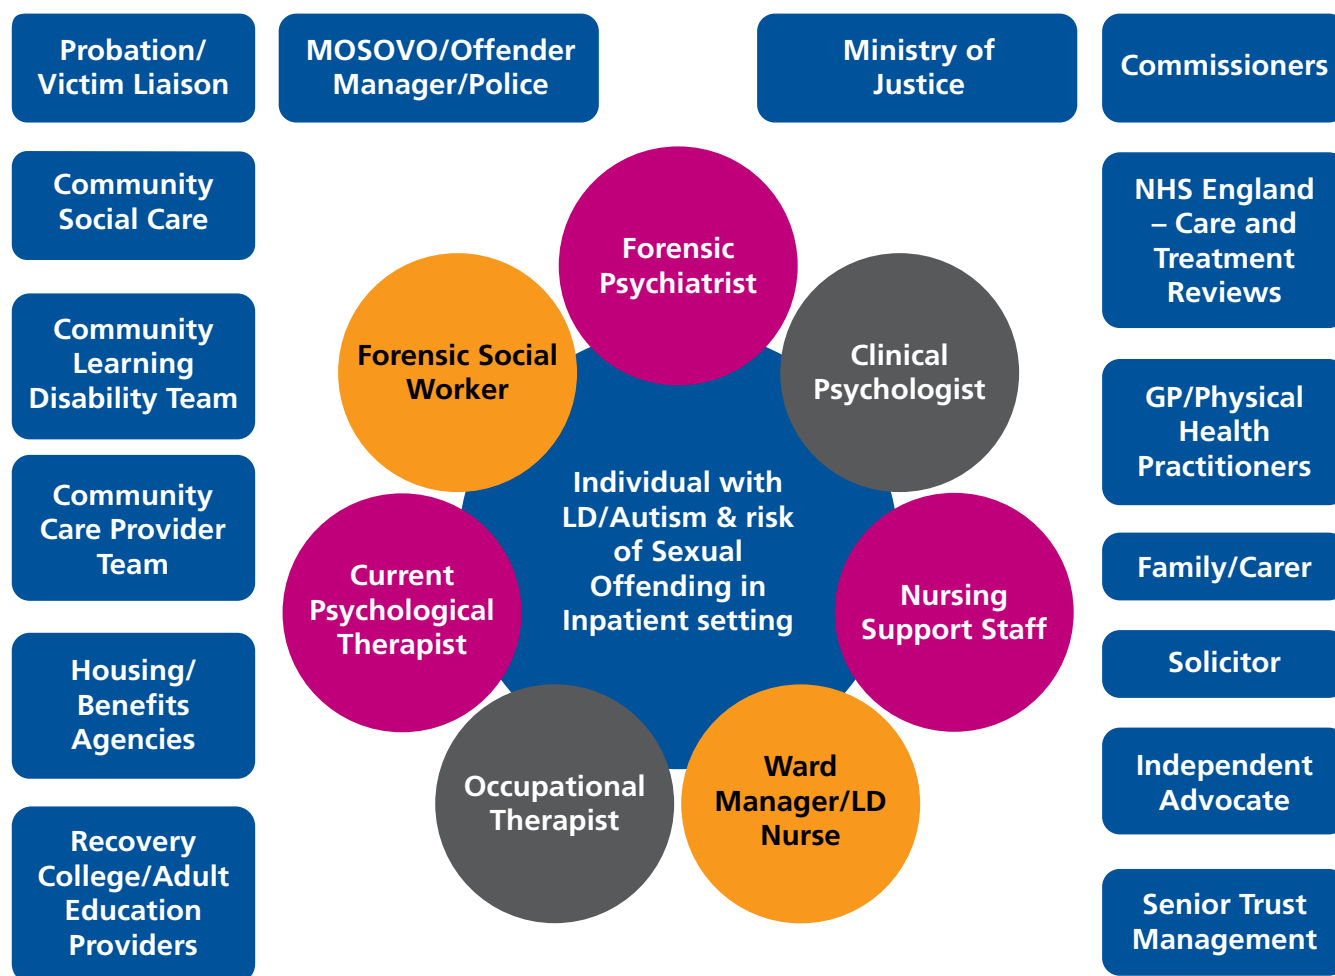 Probation/
Victim Liaison
MOSOVO/Offender
Manager/Police
Ministry of
Justice
Commissioners
Community
Social Care
Community
Learning
Disability Team
Community
Care Provider
Team
Housing/
Benefits
Agencies
Recovery
College/Adult
Education
Providers
Forensic
Psychiatrist
Forensic Social
Worker
Clinical
Psychologist
Individual with
LD/Autism & risk
of Sexual
Offending in
Inpatient setting
Current
Psychological
Therapist
Nursing
Support Staff
Occupational
Therapist
Ward
Manager/LD
Nurse
NHS England
– Care and
Treatment
Reviews
GP/Physical
Health
Practitioners
Family/Carer
Solicitor
Independent
Advocate
Senior Trust
Management